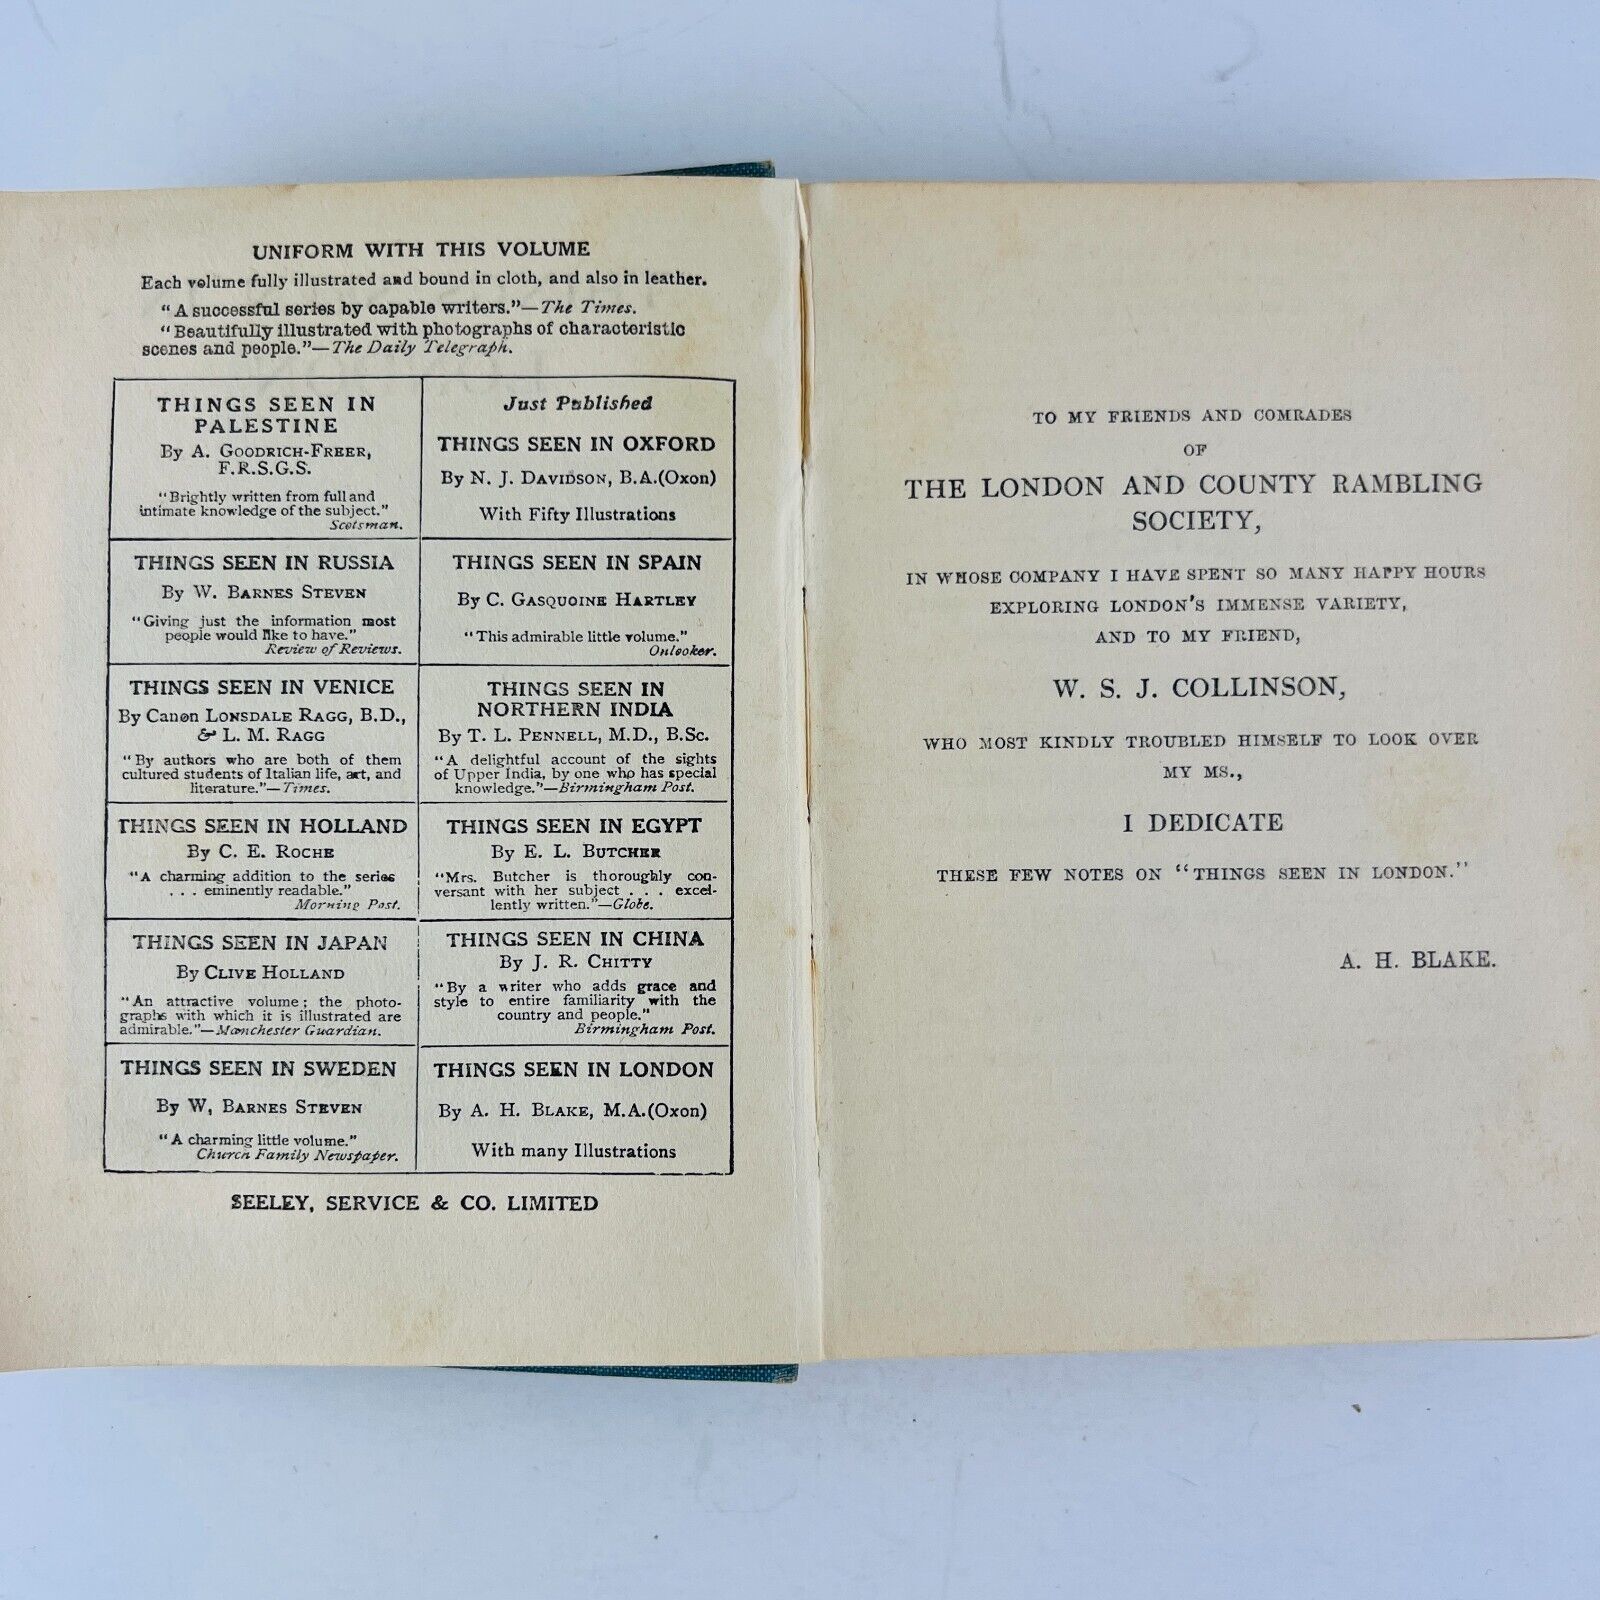 UNIFORM WITH THIS VOLUME
Each volume fully illustrated and bound in cloth, and also in leather.
"A successful series by capable writers."—The Times.
"Beautifully illustrated with photographs of characteristic
scenes and people."—The Daily Telegraph.
THINGS SEEN IN
PALESTINE
By A. GOODRICH-FREER,
F.R.S.G.S.
"Brightly written from full and
intimate knowledge of the subject."
Scotsman.
Just Published
THINGS SEEN IN OXFORD
By N. J. DAVIDSON, B.A.(Oxon)
With Fifty Illustrations
THINGS SEEN IN RUSSIA
By W. BARNES STEVEN
"Giving just the information most
people would like to have."
Review of Reviews.
THINGS SEEN IN SPAIN
By C. GASQUOINE HARTLEY
"This admirable little volume."
Onlooker.
THINGS SEEN IN VENICE
By Canon LONSDALE RAGG, B.D.,
& L. M. RAGG
"By authors who are both of them
cultured students of Italian life, art, and
literature."—Times.
THINGS SEEN IN
NORTHERN INDIA
By T. L. PENNELL, M.D., B.Sc.
"A delightful account of the sights
of Upper India, by one who has special
knowledge."—Birmingham Post.
THINGS SEEN IN HOLLAND
By C. E. ROCHE
"A charming addition to the series
. . . eminently readable."
Morning Post.
THINGS SEEN IN EGYPT
By E. L. BUTCHER
"Mrs. Butcher is thoroughly con-
versant with her subject . . . excel-
lently written."—Globe.
THINGS SEEN IN JAPAN
By CLIVE HOLLAND
"An attractive volume; the photo-
graphs with which it is illustrated are
admirable."—Manchester Guardian.
THINGS SEEN IN CHINA
By J. R. CHITTY
"By a writer who adds grace and
style to entire familiarity with the
country and people."
Birmingham Post.
THINGS SEEN IN SWEDEN
By W, BARNES STEVEN
"A charming little volume."
Church Family Newspaper.
THINGS SEEN IN LONDON
By A. H. BLAKE, M.A.(Oxon)
With many Illustrations
SEELEY, SERVICE & CO. LIMITED
TO MY FRIENDS AND COMRADES
OF
THE LONDON AND COUNTY RAMBLING
SOCIETY,
IN WHOSE COMPANY I HAVE SPENT SO MANY HAPPY HOURS
EXPLORING LONDON'S IMMENSE VARIETY,
AND TO MY FRIEND,
W. S. J. COLLINSON,
WHO MOST KINDLY TROUBLED HIMSELF TO LOOK OVER
MY MS.,
I DEDICATE
THESE FEW NOTES ON "THINGS SEEN IN LONDON."
A. H. BLAKE.